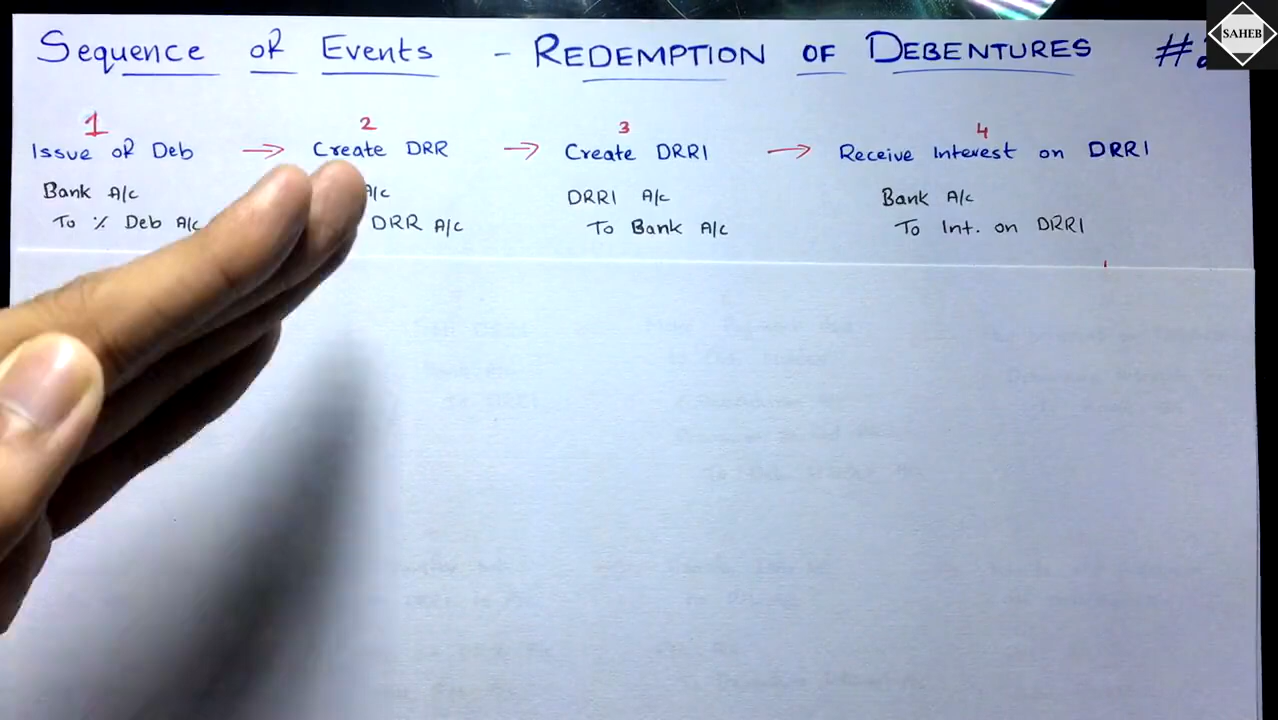 Sequence of Events - REDEMPTION OF DEBENTURES #
SAHEB
1 2 3 4
Issue of Deb → Create DRR → Create DRRI → Receive Interest on DRRI
Bank A/c A/c DRRI A/c Bank A/c
To % Deb A/c DRR A/c To Bank A/c To Int. on DRRI